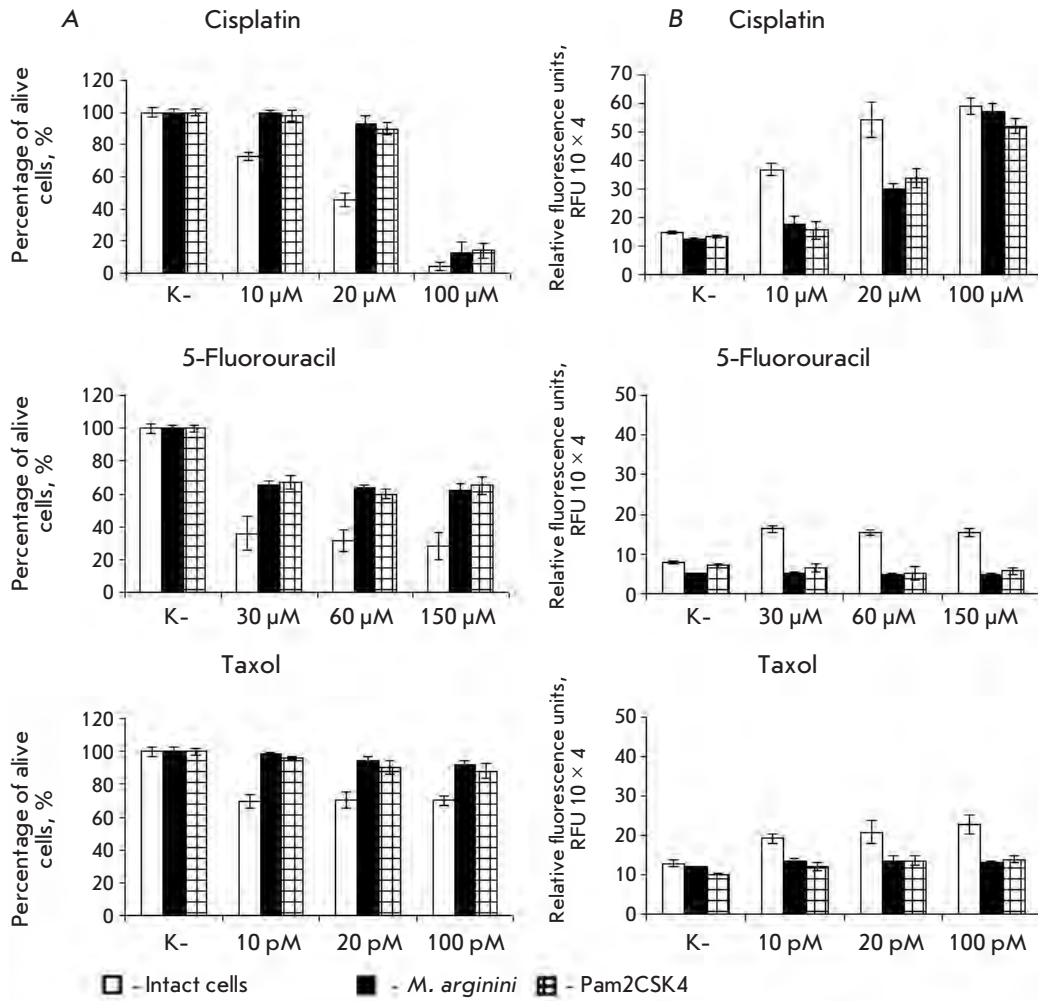 A
Cisplatin
Percentage of alive
cells, %
120
100
80
60
40
20
0
K-
10 µM
20 µM
100 µM
B
Cisplatin
Relative fluorescence units,
RFU 10 × 4
70
60
50
40
30
20
10
0
K-
10 µM
20 µM
100 µM
5-Fluorouracil
Percentage of alive
cells, %
120
100
80
60
40
20
0
K-
30 µM
60 µM
150 µM
5-Fluorouracil
Relative fluorescence units,
RFU 10 × 4
50
40
30
20
10
0
K-
30 µM
60 µM
150 µM
Taxol
Percentage of alive
cells, %
120
100
80
60
40
20
0
K-
10 pM
20 pM
100 pM
Taxol
Relative fluorescence units,
RFU 10 × 4
50
40
30
20
10
0
K-
10 pM
20 pM
100 pM
- Intact cells
- M. arginini
- Pam2CSK4